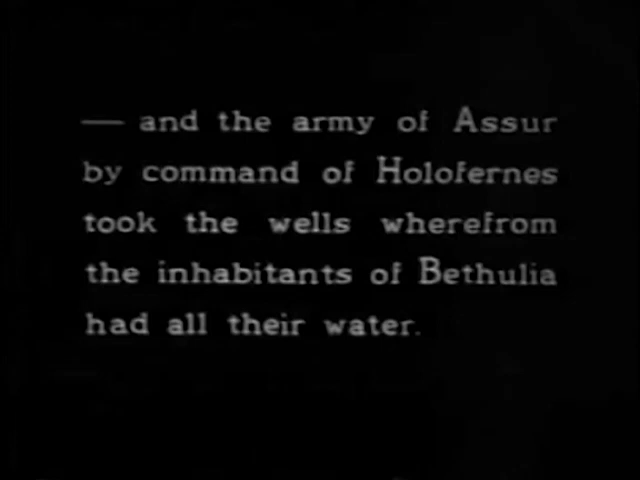 — and the army of Assur
by command of Holofernes
took the wells wherefrom
the inhabitants of Bethulia
had all their water.